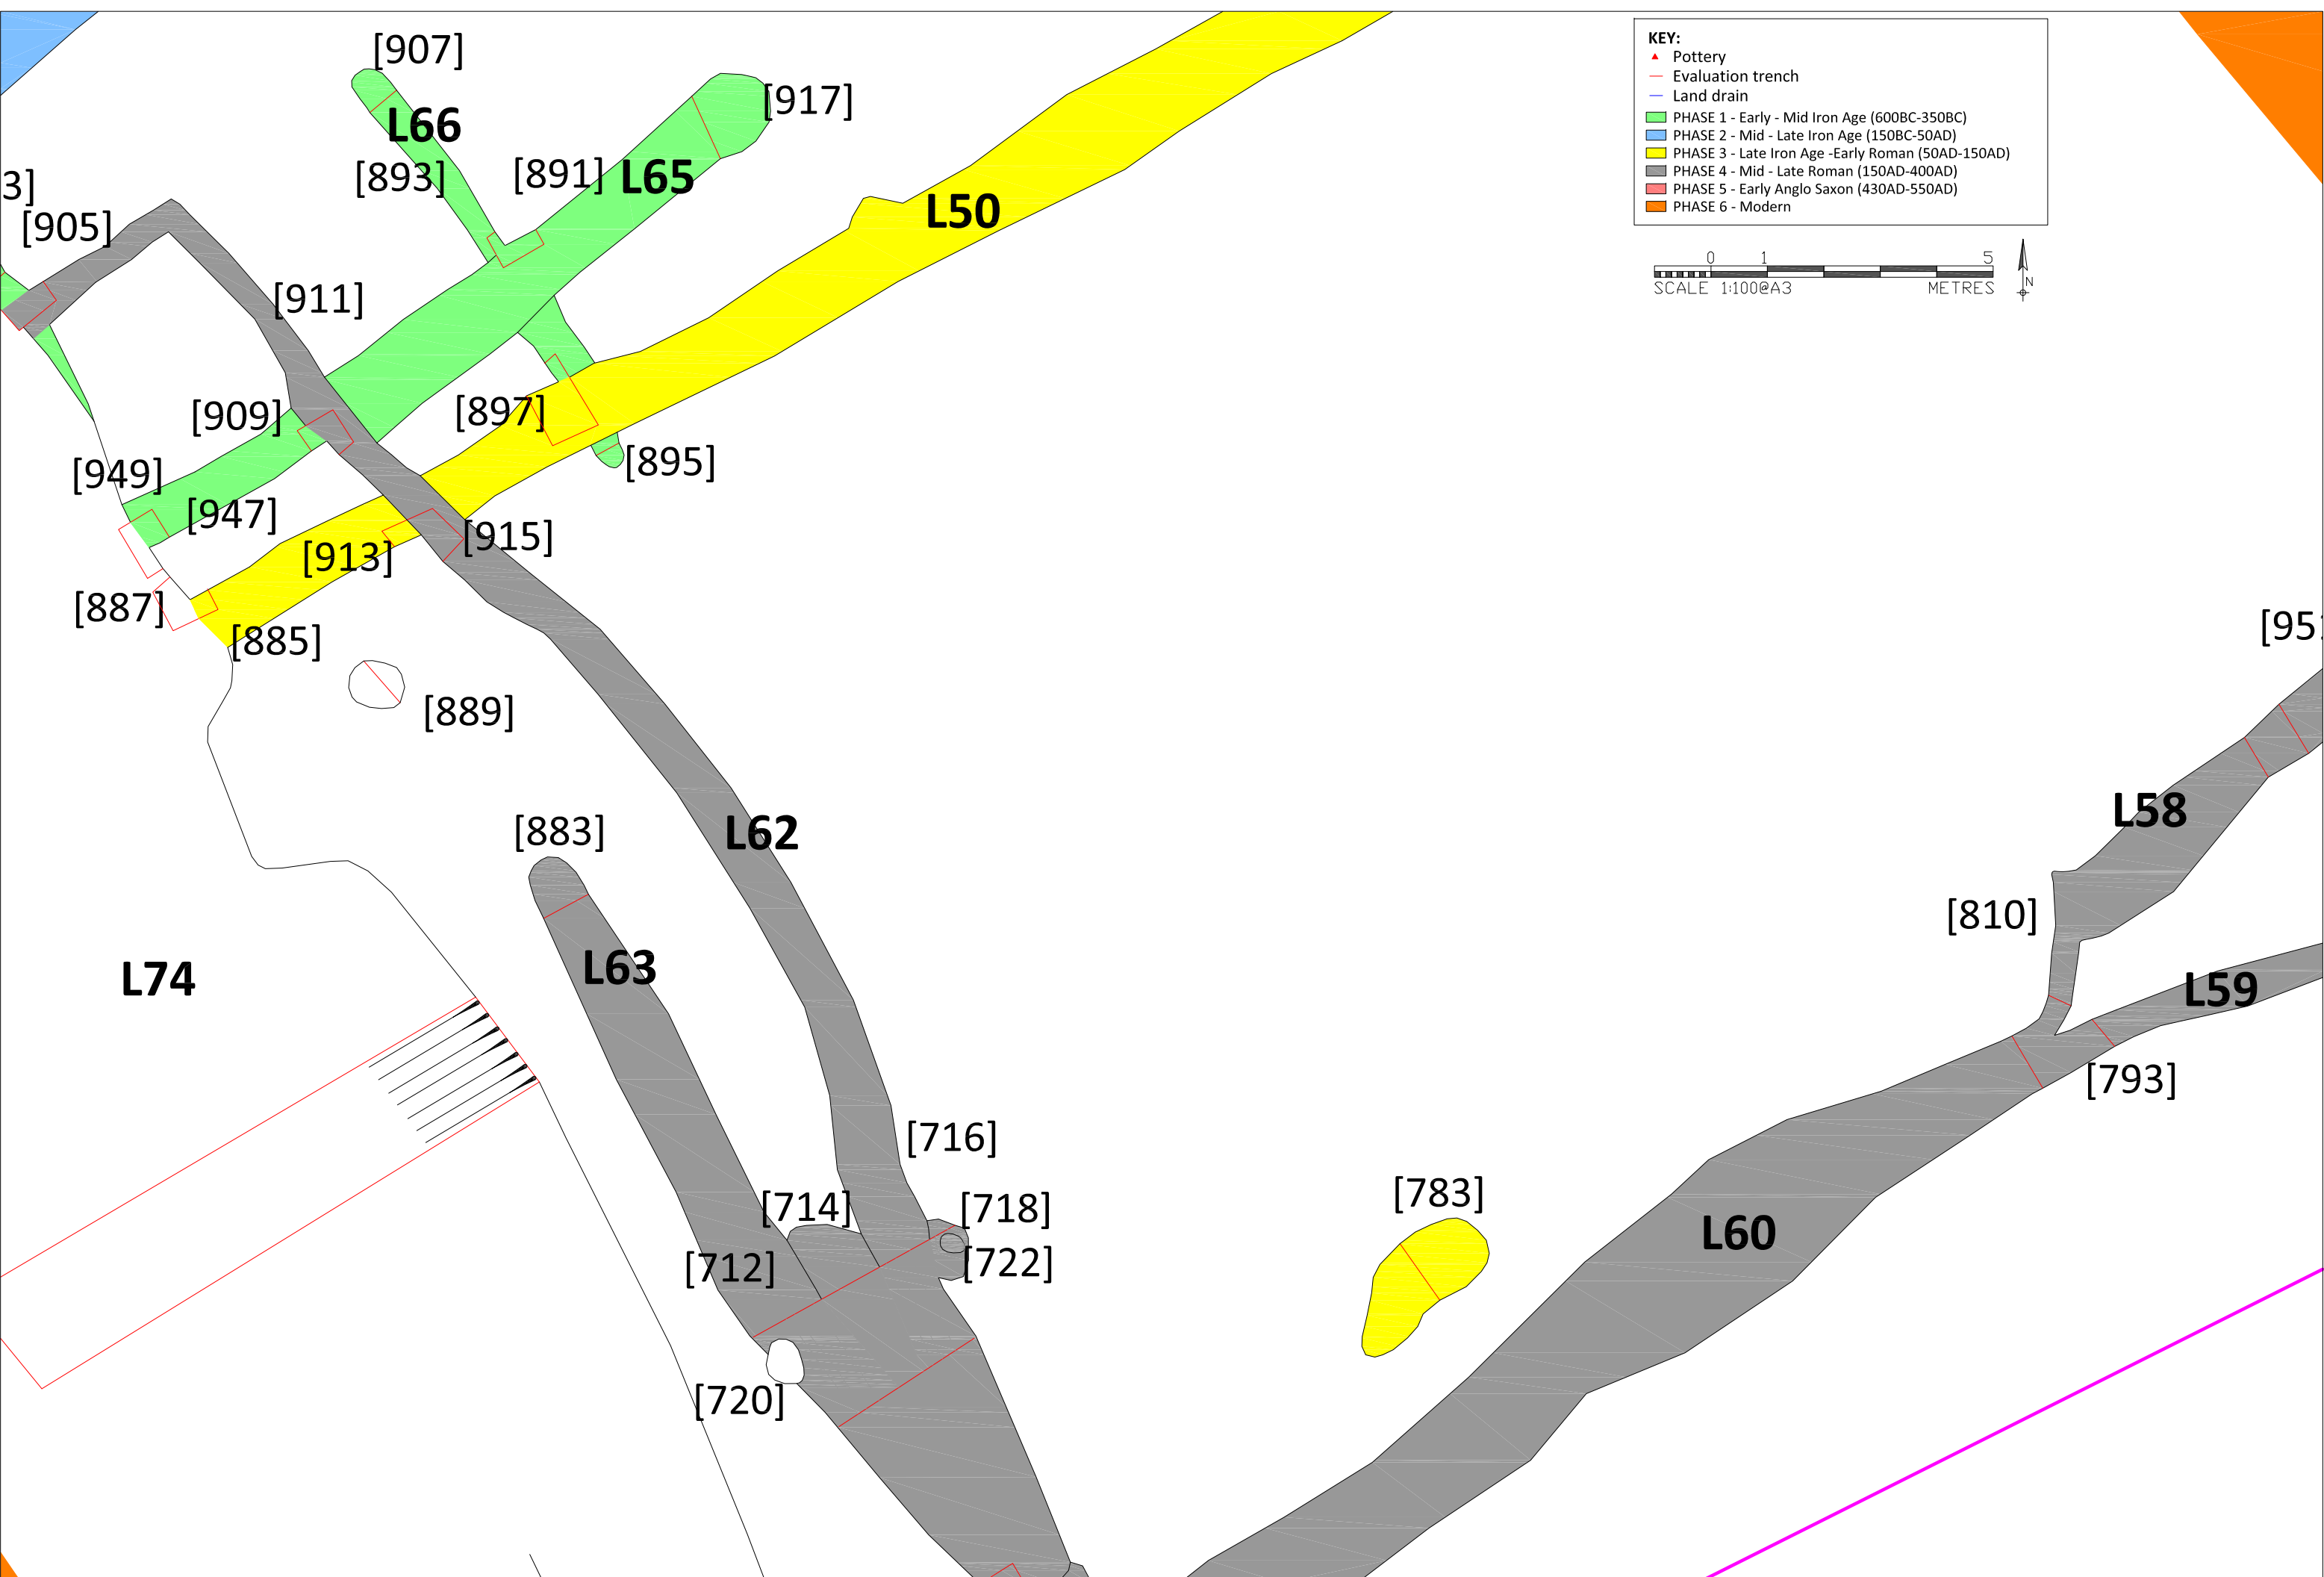 [907]
KEY:
Pottery
Evaluation trench
Land drain
PHASE 1 - Early - Mid Iron Age (600BC-350BC)
PHASE 2 - Mid - Late Iron Age (150BC-50AD)
PHASE 3 - Late Iron Age -Early Roman (50AD-150AD)
PHASE 4 - Mid - Late Roman (150AD-400AD)
PHASE 5 - Early Anglo Saxon (430AD-550AD)
PHASE 6 - Modern
0 1 5
SCALE 1:100@A3 METRES
N
[917]
L66
[893]
[891]
L65
3]
[905]
L50
[911]
[909]
[897]
[895]
[949]
[947]
[915]
[913]
[887]
[885]
[951
[889]
[883]
L62
L58
[810]
L63
L74
L59
[793]
[716]
[714]
[718]
[783]
[712]
[722]
L60
[720]